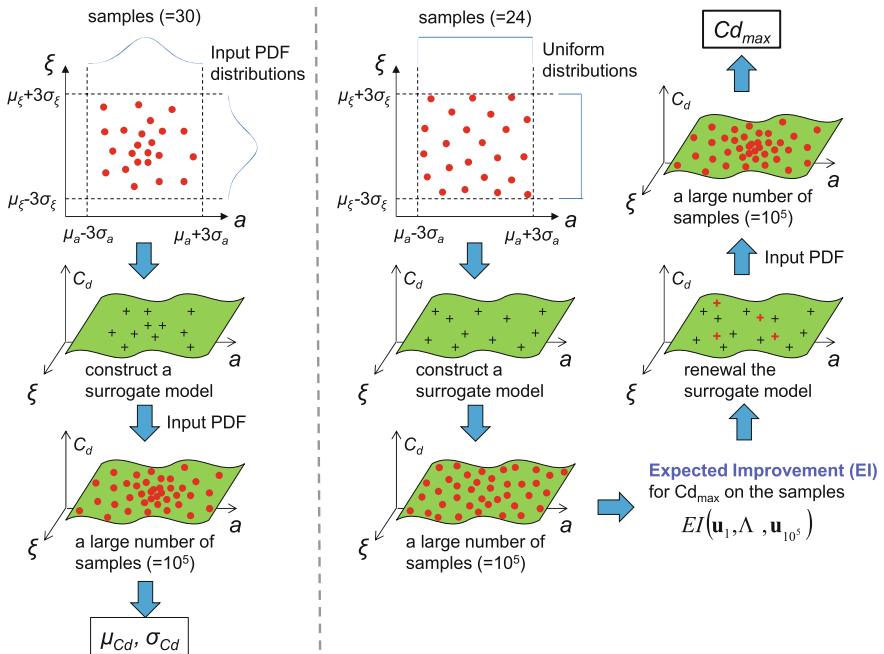 samples (=30)
Input PDF
distributions
ξ
μξ+3σξ
μξ-3σξ
a
μa-3σa
μa+3σa
Cd
a
ξ
construct a
surrogate model
Input PDF
Cd
a
ξ
a large number of
samples (=10⁵)
μCd, σCd
samples (=24)
Uniform
distributions
ξ
μξ+3σξ
μξ-3σξ
a
μa-3σa
μa+3σa
Cd
a
ξ
construct a
surrogate model
Cd
a
ξ
a large number of
samples (=10⁵)
Expected Improvement (EI)
for Cdmax on the samples
EI(u1,Λ ,u10⁵)
Cd
a
ξ
renewal the
surrogate model
Input PDF
Cd
a
ξ
a large number of
samples (=10⁵)
Cdmax